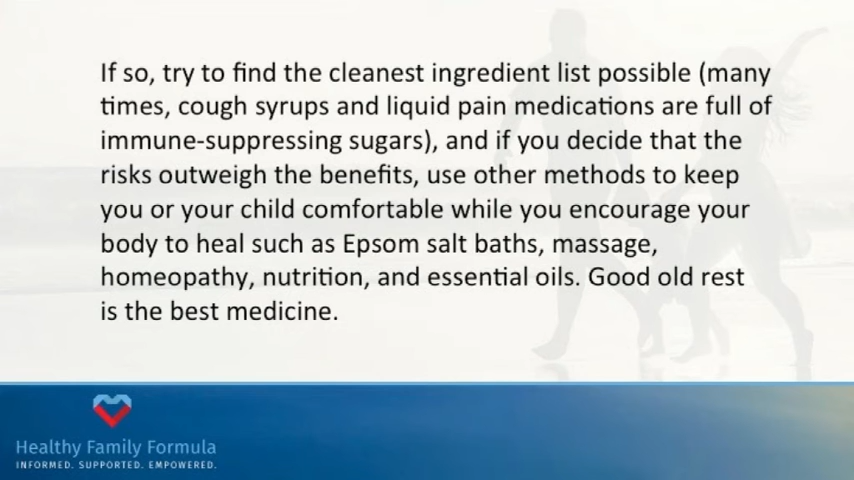 If so, try to find the cleanest ingredient list possible (many
times, cough syrups and liquid pain medications are full of
immune-suppressing sugars), and if you decide that the
risks outweigh the benefits, use other methods to keep
you or your child comfortable while you encourage your
body to heal such as Epsom salt baths, massage,
homeopathy, nutrition, and essential oils. Good old rest
is the best medicine.
Healthy Family Formula
INFORMED. SUPPORTED. EMPOWERED.